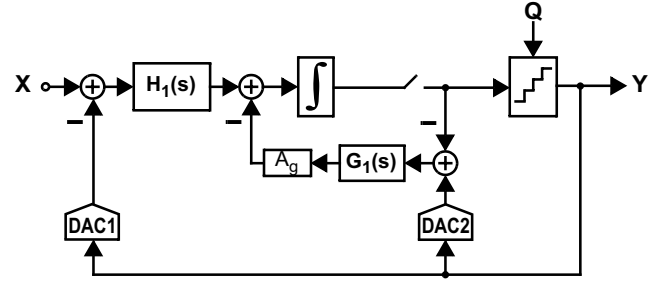 Q
X
H₁(s)
∫
Y
A_g
G₁(s)
DAC1
DAC2